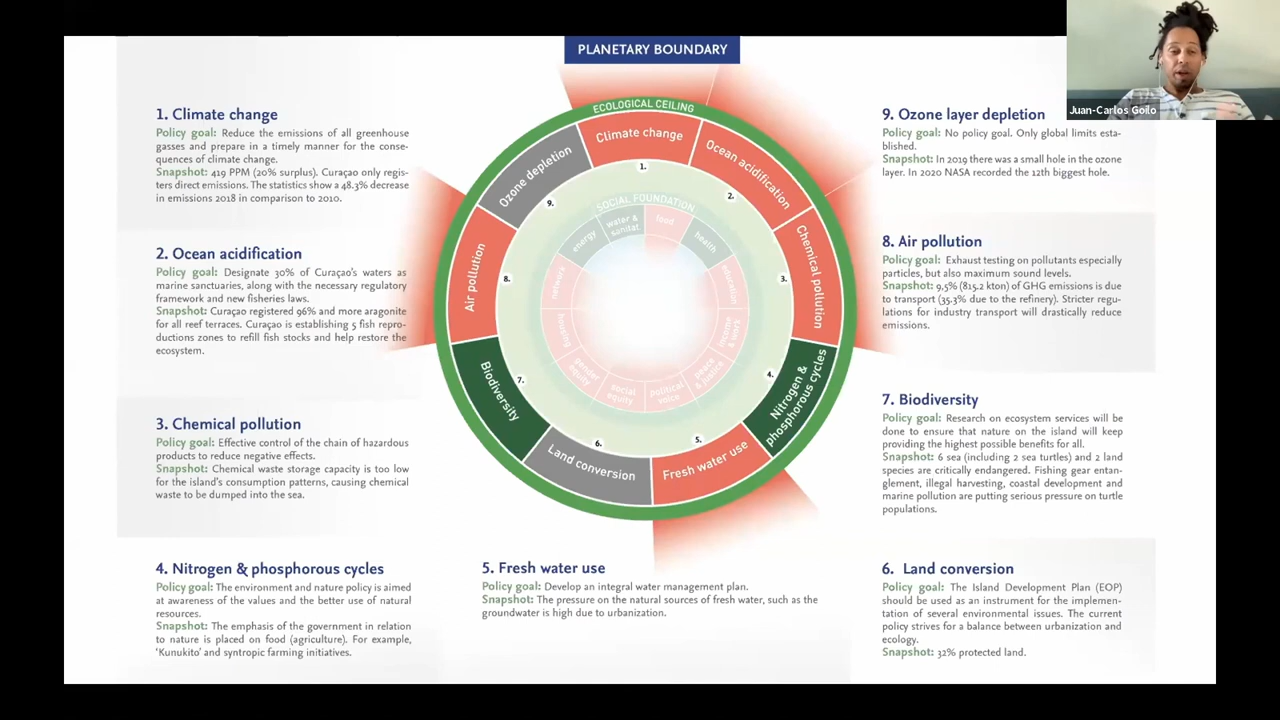 PLANETARY BOUNDARY
Juan-Carlos Goilo
1. Climate change
Policy goal: Reduce the emissions of all greenhouse
gasses and prepare in a timely manner for the conse-
quences of climate change.
Snapshot: 419 PPM (20% surplus). Curaçao only regis-
ters direct emissions. The statistics show a 48.3% decrease
in emissions 2018 in comparison to 2010.
2. Ocean acidification
Policy goal: Designate 30% of Curaçao's waters as
marine sanctuaries, along with the necessary regulatory
framework and new fisheries laws.
Snapshot: Curaçao registered 96% and more aragonite
for all reef terraces. Curaçao is establishing 5 fish repro-
ductions zones to refill fish stocks and help restore the
ecosystem.
3. Chemical pollution
Policy goal: Effective control of the chain of hazardous
products to reduce negative effects.
Snapshot: Chemical waste storage capacity is too low
for the island's consumption patterns, causing chemical
waste to be dumped into the sea.
4. Nitrogen & phosphorous cycles
Policy goal: The environment and nature policy is aimed
at awareness of the values and the better use of natural
resources.
Snapshot: The emphasis of the government in relation
to nature is placed on food (agriculture). For example,
'Kunukito' and syntropic farming initiatives.
ECOLOGICAL CEILING
Climate change
Ocean acidification
Chemical pollution
Nitrogen &
phosphorous cycles
Fresh water use
Land conversion
Biodiversity
Air pollution
Ozone depletion
1.
2.
3.
4.
5.
6.
7.
8.
9.
SOCIAL FOUNDATION
food
health
education
income
& work
peace
& justice
political
voice
social
equity
gender
equity
housing
network
energy
water &
sanitat
5. Fresh water use
Policy goal: Develop an integral water management plan.
Snapshot: The pressure on the natural sources of fresh water, such as the
groundwater is high due to urbanization.
9. Ozone layer depletion
Policy goal: No policy goal. Only global limits esta-
blished.
Snapshot: In 2019 there was a small hole in the ozone
layer. In 2020 NASA recorded the 12th biggest hole.
8. Air pollution
Policy goal: Exhaust testing on pollutants especially
particles, but also maximum sound levels.
Snapshot: 9,5% (815.2 kton) of GHG emissions is due
to transport (35.3% due to the refinery). Stricter regu-
lations for industry transport will drastically reduce
emissions.
7. Biodiversity
Policy goal: Research on ecosystem services will be
done to ensure that nature on the island will keep
providing the highest possible benefits for all.
Snapshot: 6 sea (including 2 sea turtles) and 2 land
species are critically endangered. Fishing gear entan-
glement, illegal harvesting, coastal development and
marine pollution are putting serious pressure on turtle
populations.
6. Land conversion
Policy goal: The Island Development Plan (EOP)
should be used as an instrument for the implemen-
tation of several environmental issues. The current
policy strives for a balance between urbanization and
ecology.
Snapshot: 32% protected land.